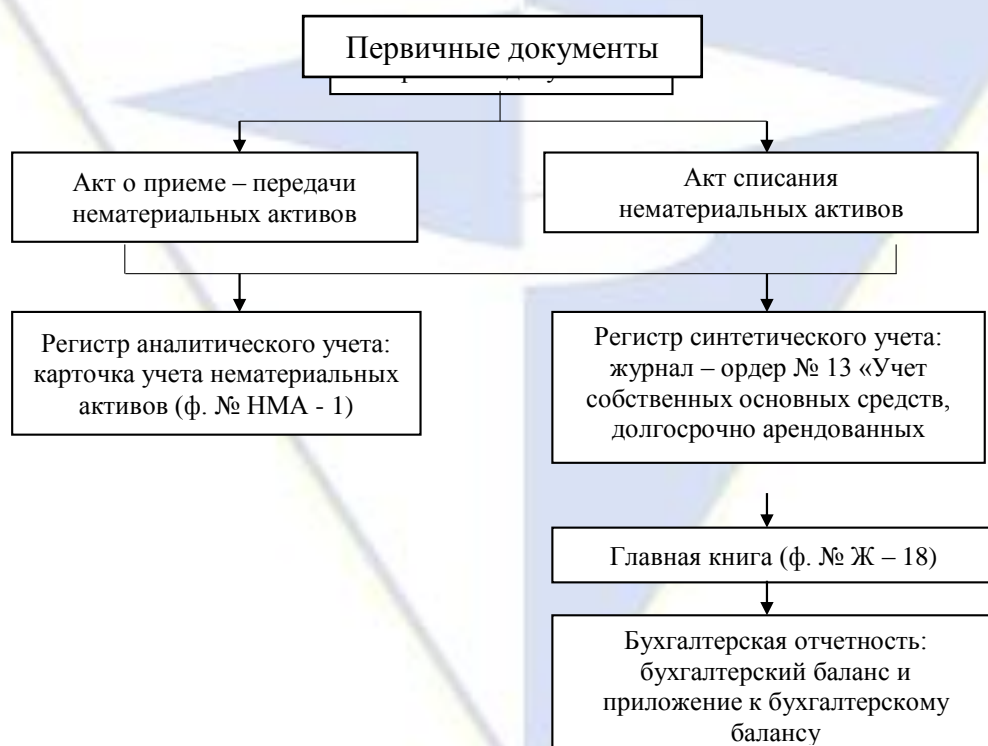 Первичные документы
Акт о приеме – передачи
нематериальных активов
Акт списания
нематериальных активов
Регистр аналитического учета:
карточка учета нематериальных
активов (ф. № НМА - 1)
Регистр синтетического учета:
журнал – ордер № 13 «Учет
собственных основных средств,
долгосрочно арендованных
Главная книга (ф. № Ж – 18)
Бухгалтерская отчетность:
бухгалтерский баланс и
приложение к бухгалтерскому
балансу